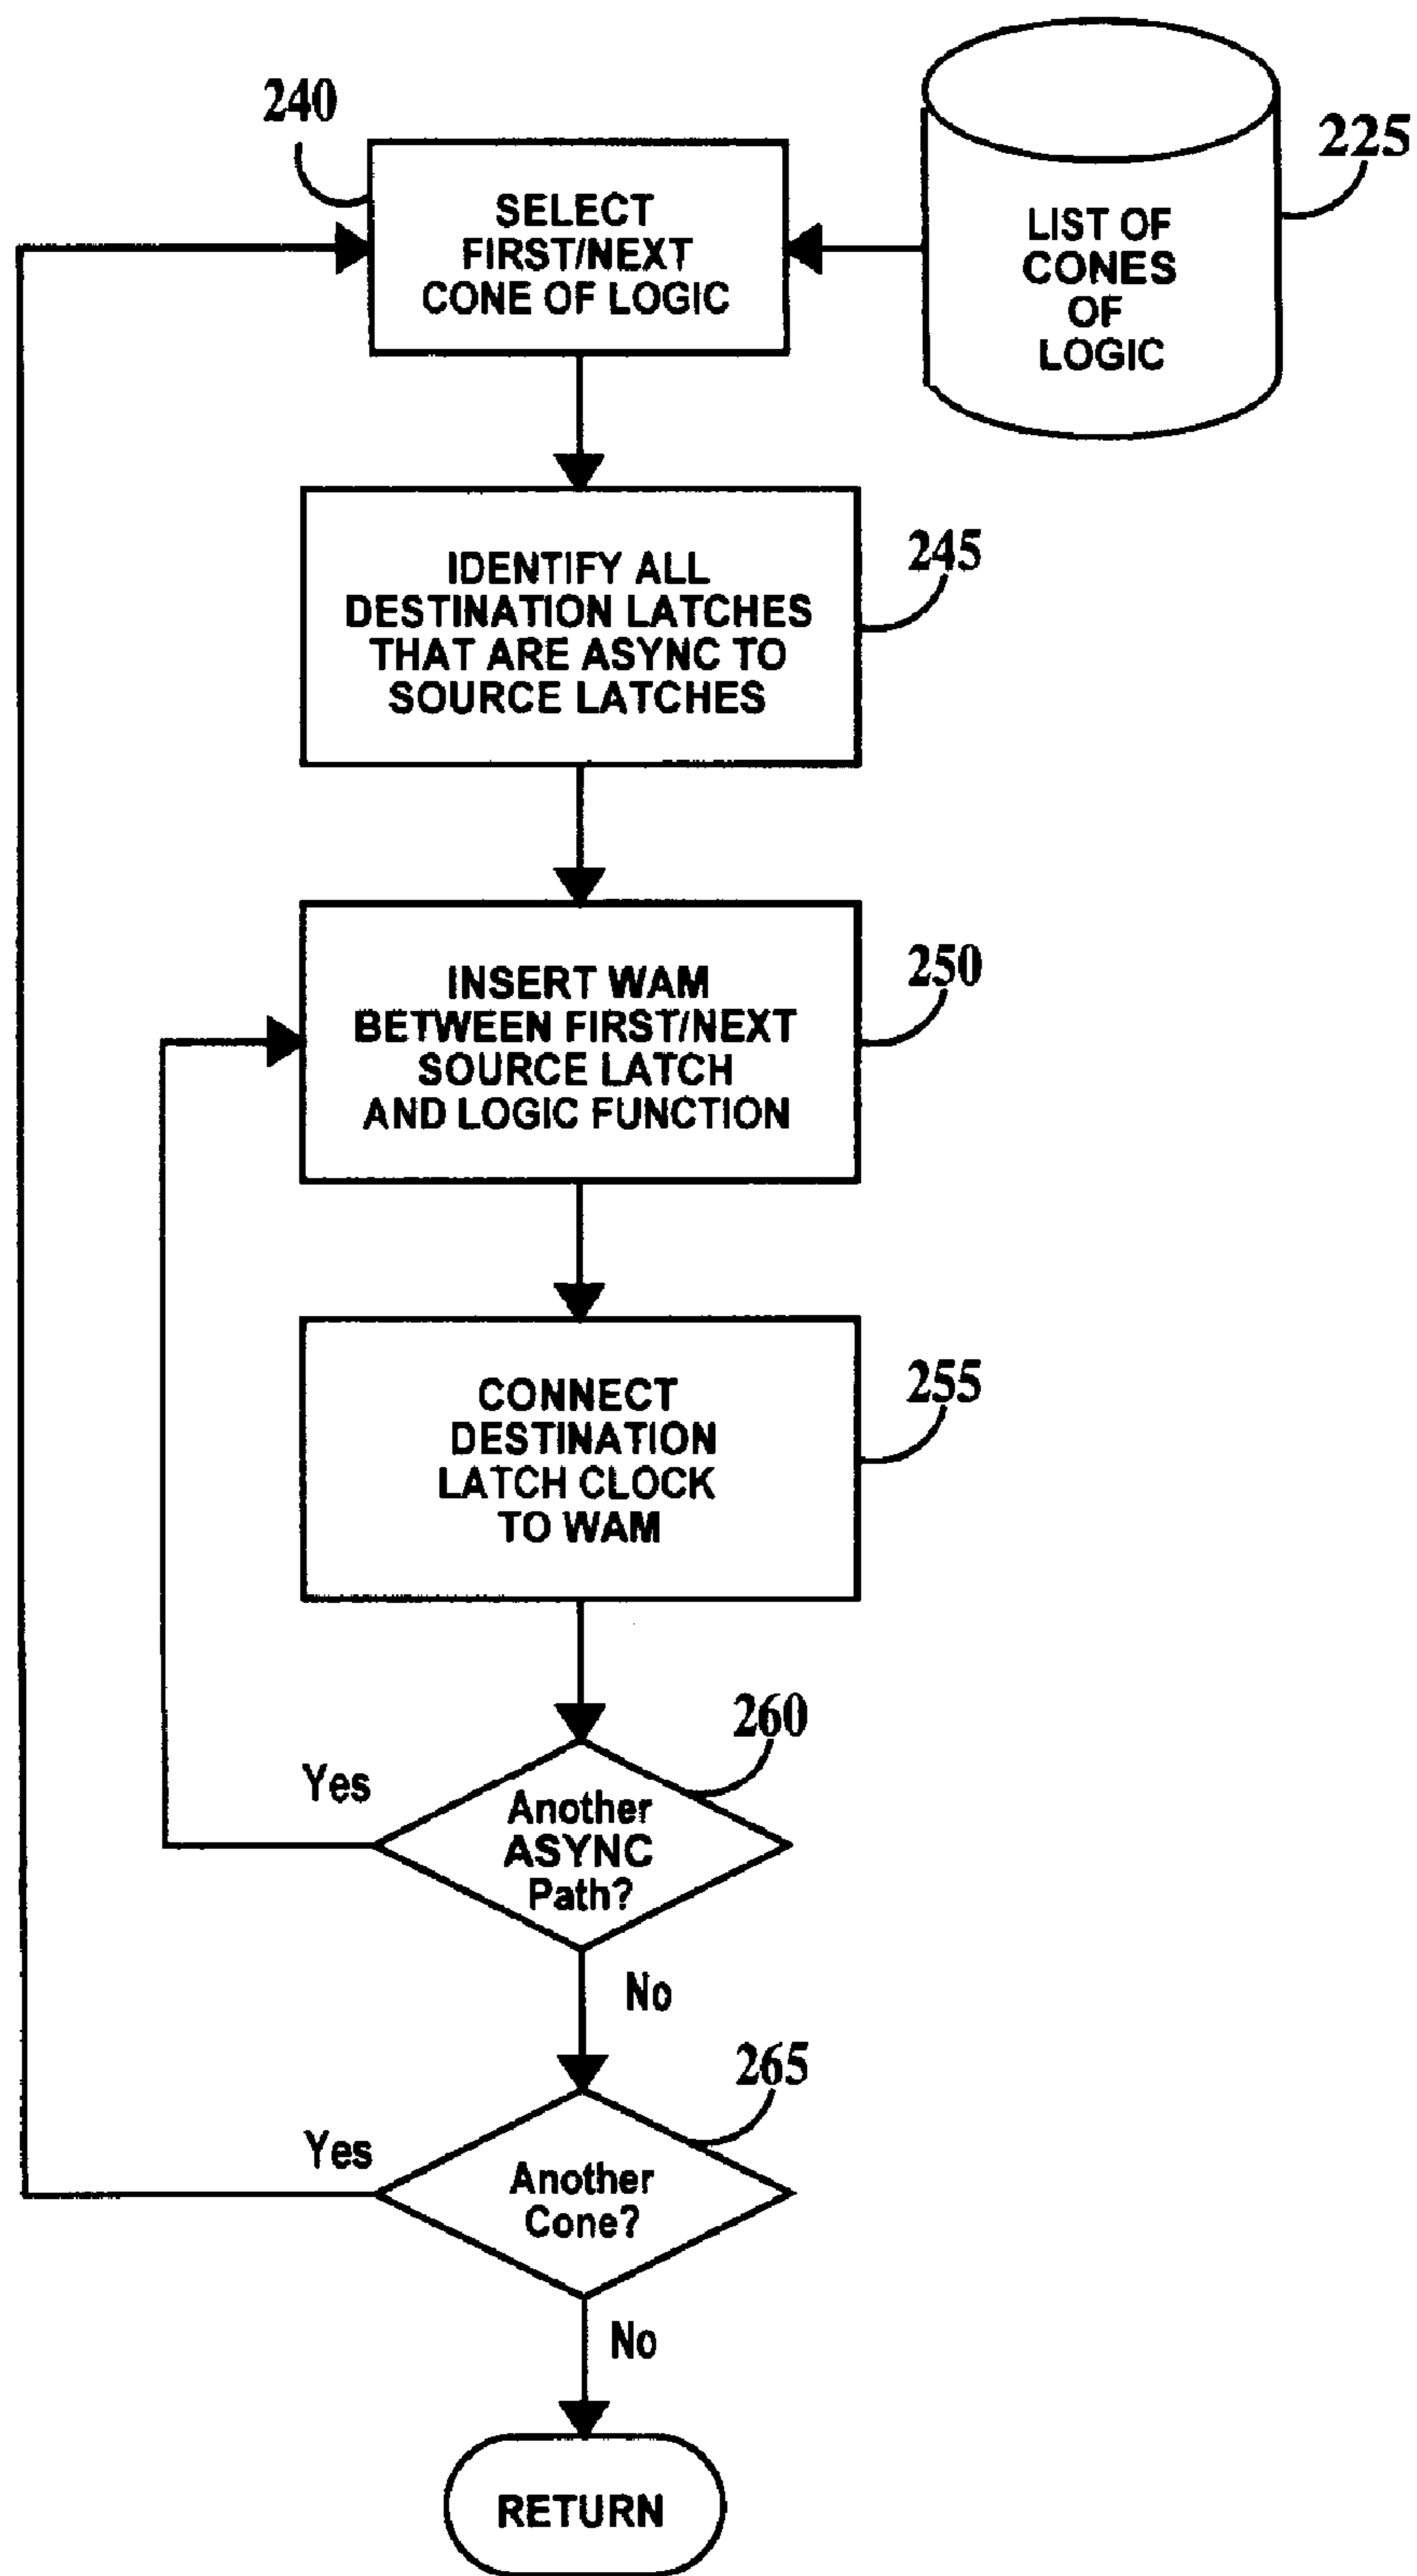 240
SELECT
FIRST/NEXT
CONE OF LOGIC
225
LIST OF
CONES
OF
LOGIC
245
IDENTIFY ALL
DESTINATION LATCHES
THAT ARE ASYNC TO
SOURCE LATCHES
250
INSERT WAM
BETWEEN FIRST/NEXT
SOURCE LATCH
AND LOGIC FUNCTION
255
CONNECT
DESTINATION
LATCH CLOCK
TO WAM
260
Yes
Another
ASYNC
Path?
No
265
Yes
Another
Cone?
No
RETURN